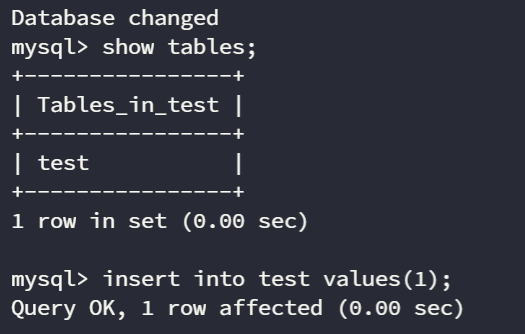 Database changed
mysql> show tables;
+----------------+
| Tables_in_test |
+----------------+
| test           |
+----------------+
1 row in set (0.00 sec)
mysql> insert into test values(1);
Query OK, 1 row affected (0.00 sec)